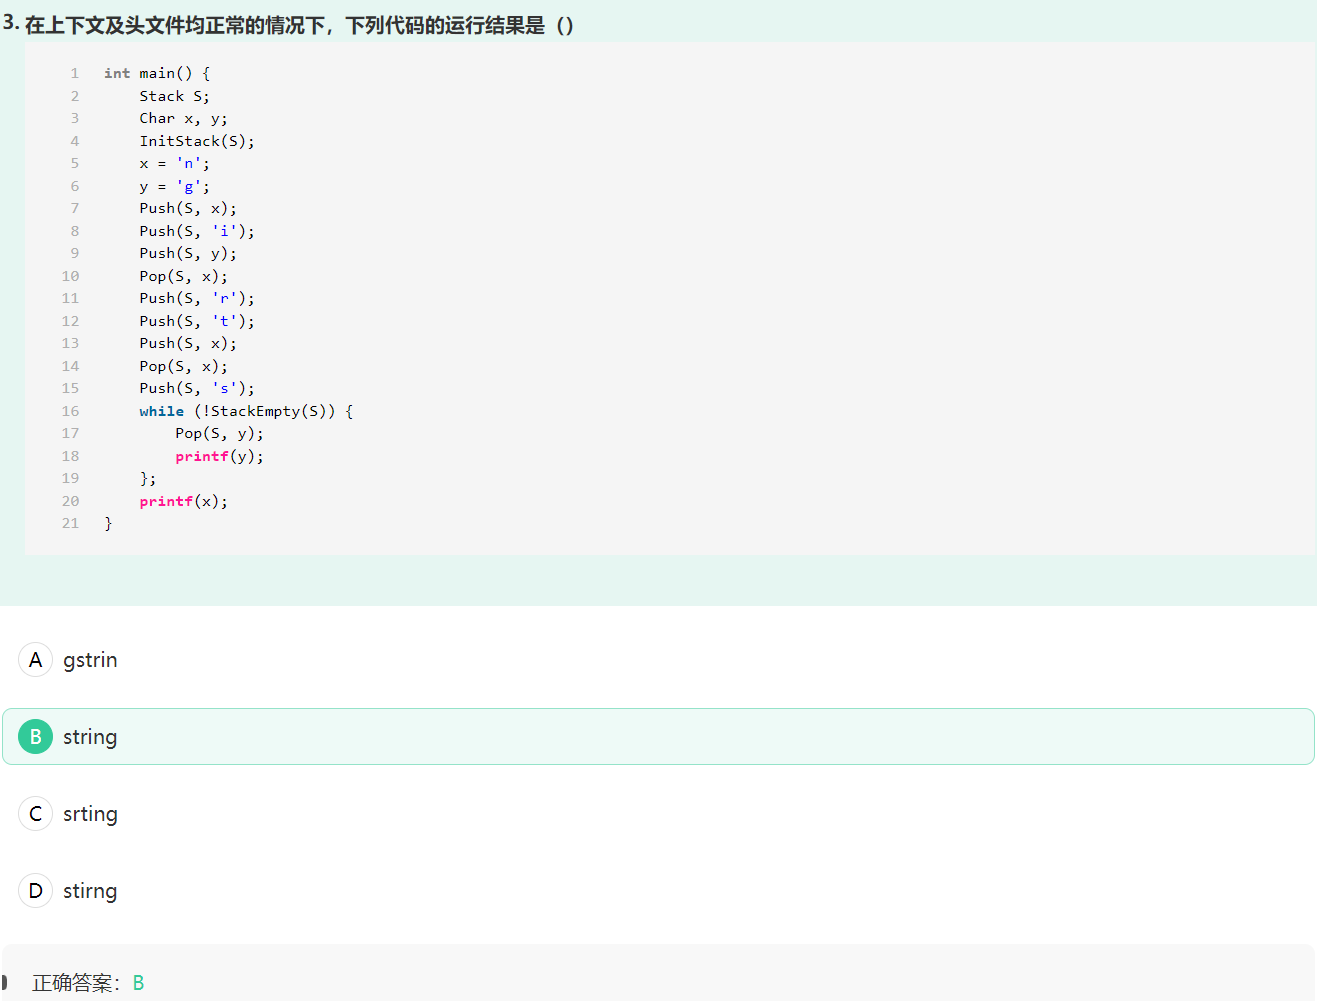 3. 在上下文及头文件均正常的情况下，下列代码的运行结果是（）
1 int main() {
2 Stack S;
3 Char x, y;
4 InitStack(S);
5 x = 'n';
6 y = 'g';
7 Push(S, x);
8 Push(S, 'i');
9 Push(S, y);
10 Pop(S, x);
11 Push(S, 'r');
12 Push(S, 't');
13 Push(S, x);
14 Pop(S, x);
15 Push(S, 's');
16 while (!StackEmpty(S)) {
17 Pop(S, y);
18 printf(y);
19 };
20 printf(x);
21 }
A gstrin
B string
C srting
D stirng
正确答案：B